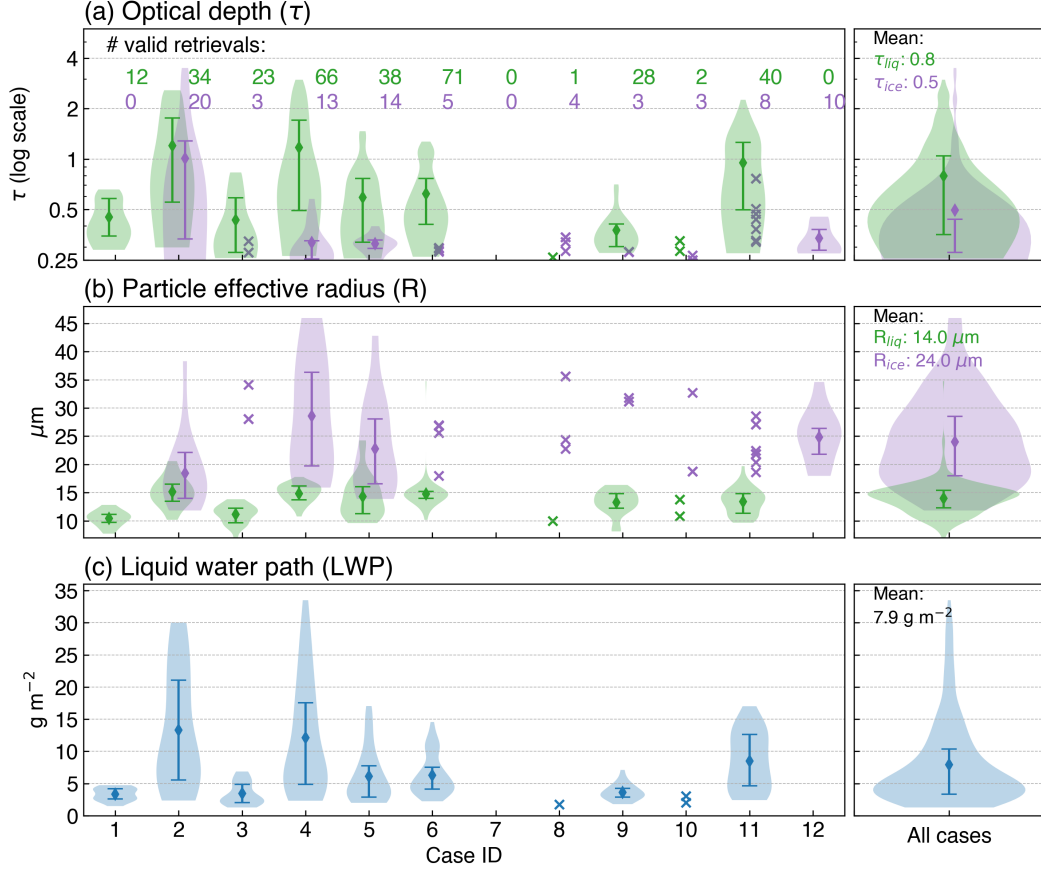 (a) Optical depth (τ)
# valid retrievals:
12 34 23 66 38 71 0 1 28 2 40 0
0 20 3 13 14 5 0 4 3 3 8 10
Mean:
τliq: 0.8
τice: 0.5
τ (log scale)
4
2
1
0.5
0.25
(b) Particle effective radius (R)
Mean:
Rliq: 14.0 μm
Rice: 24.0 μm
μm
45
40
35
30
25
20
15
10
(c) Liquid water path (LWP)
Mean:
7.9 g m−2
g m−2
35
30
25
20
15
10
5
0
1 2 3 4 5 6 7 8 9 10 11 12
Case ID
All cases